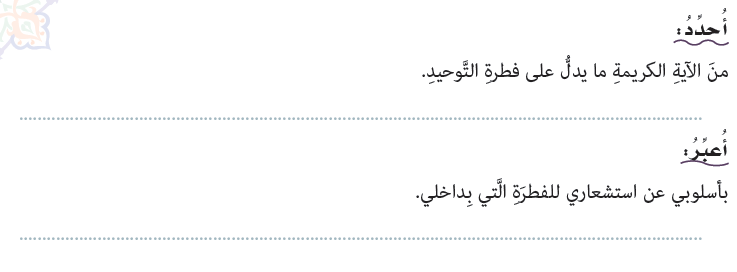 أُحدِّدُ:
منَ الآيةِ الكريمةِ ما يدلُّ على فطرةِ التَّوحيدِ.
أُعبِّرُ:
بأسلوبي عن استشعاري للفطرَةِ الَّتي بِداخلي.